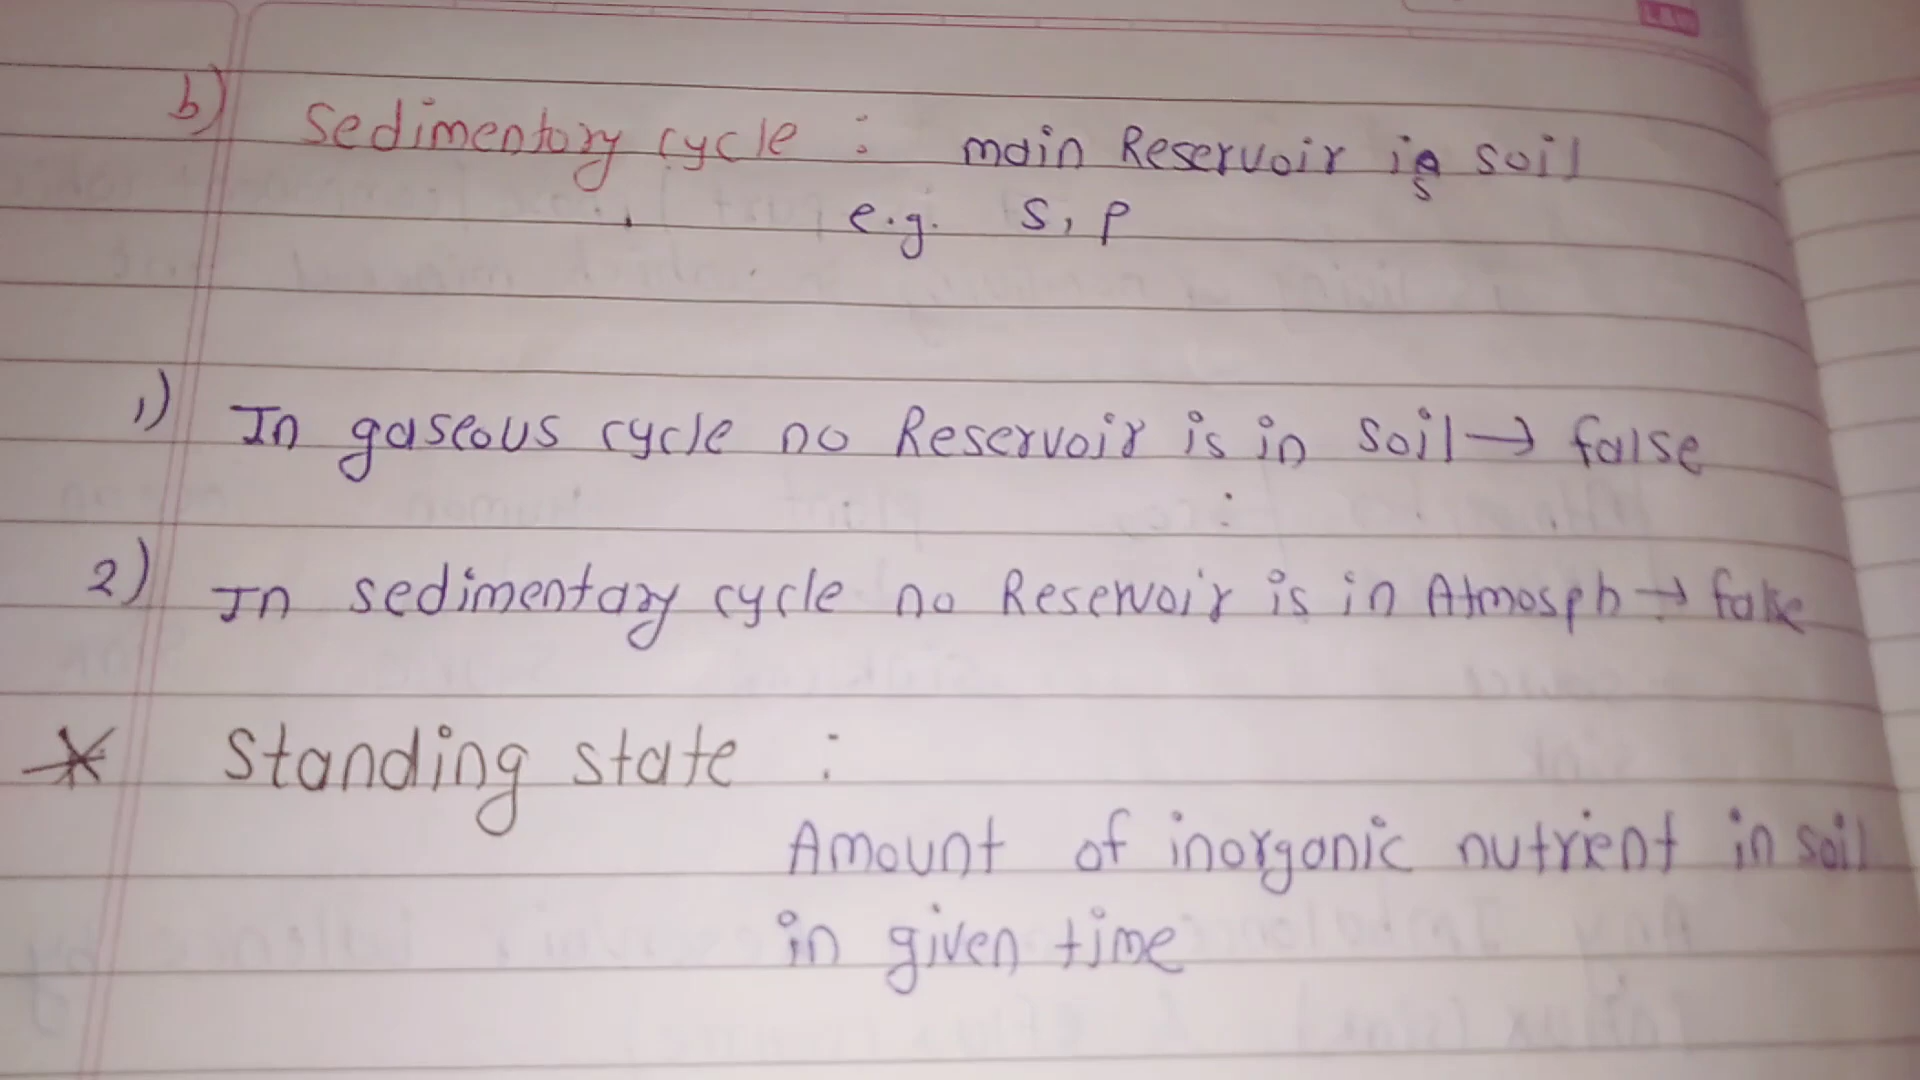 b) Sedimentory cycle : main Reservoir is soil
e.g. S, P
1) In gaseous cycle no Reservoir is in soil → false
2) In sedimentary cycle no Reservoir is in Atmosph → false
* Standing state :
Amount of inorganic nutrient in soil
in given time